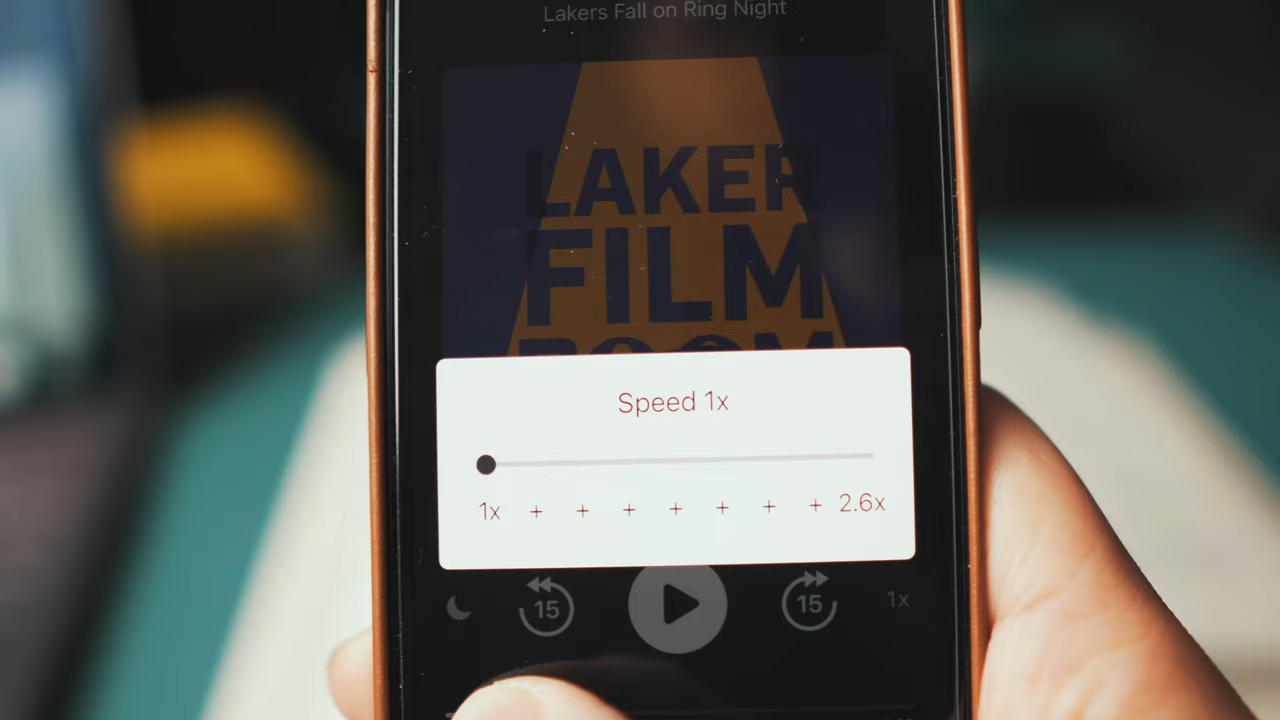 Lakers Fall on Ring Night
LAKER
FILM
ROOM
Speed 1x
1x + + + + + + + 2.6x
15 15 1x